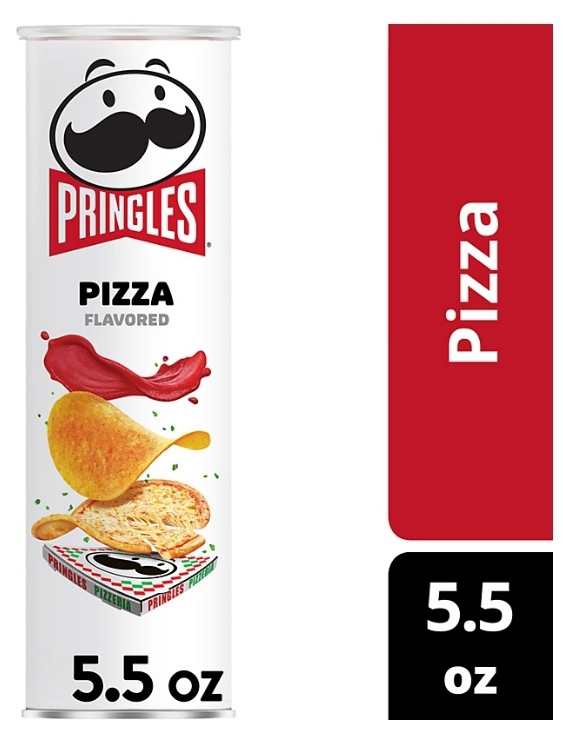 PRINGLES
PIZZA
FLAVORED
PRINGLES PIZZERIA PRINGLES PIZZERIA
5.5 oz
Pizza
5.5
oz